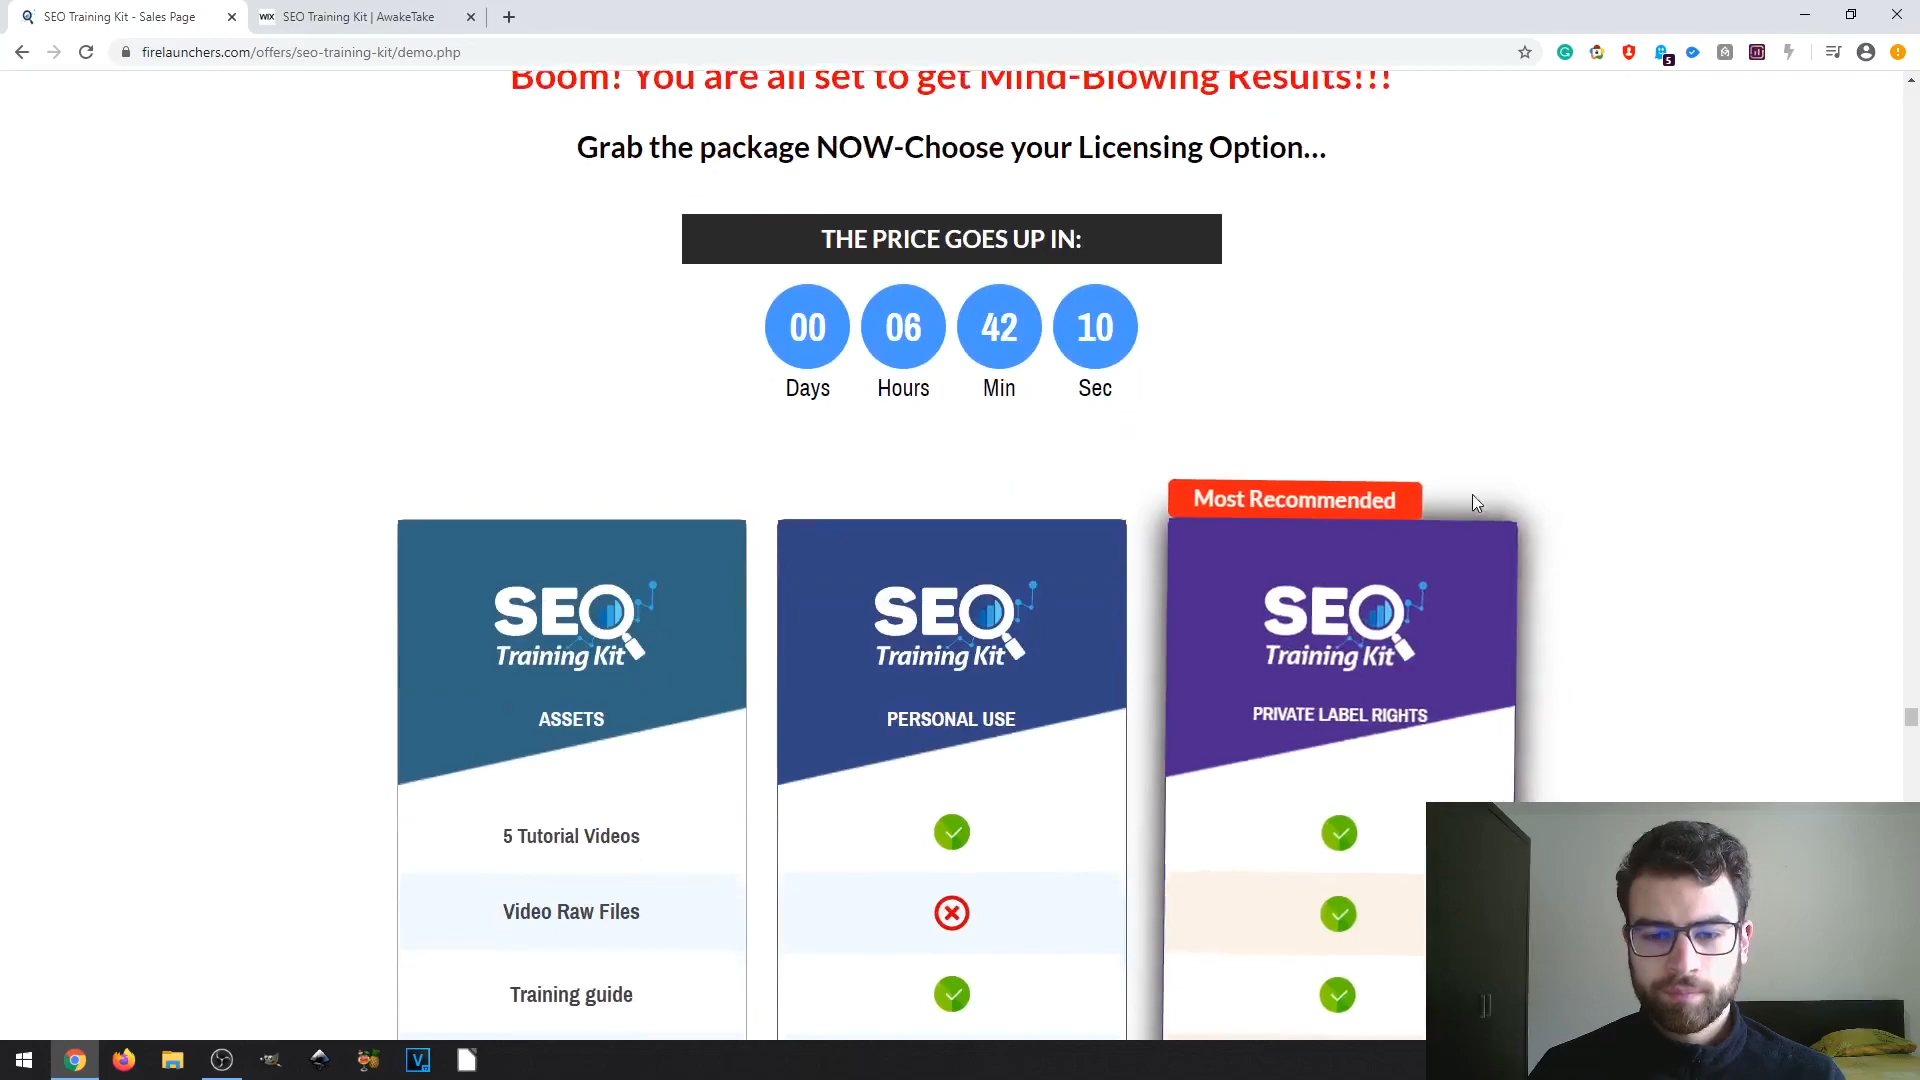 SEO Training Kit - Sales Page
WIX SEO Training Kit | AwakeTake
firelaunchers.com/offers/seo-training-kit/demo.php
5
Boom! You are all set to get Mind-Blowing Results!!!
Grab the package NOW-Choose your Licensing Option...
THE PRICE GOES UP IN:
00 06 42 10
Days Hours Min Sec
Most Recommended
SEO SEO SEO
Training Kit Training Kit Training Kit
ASSETS PERSONAL USE PRIVATE LABEL RIGHTS
5 Tutorial Videos
Video Raw Files
Training guide
V